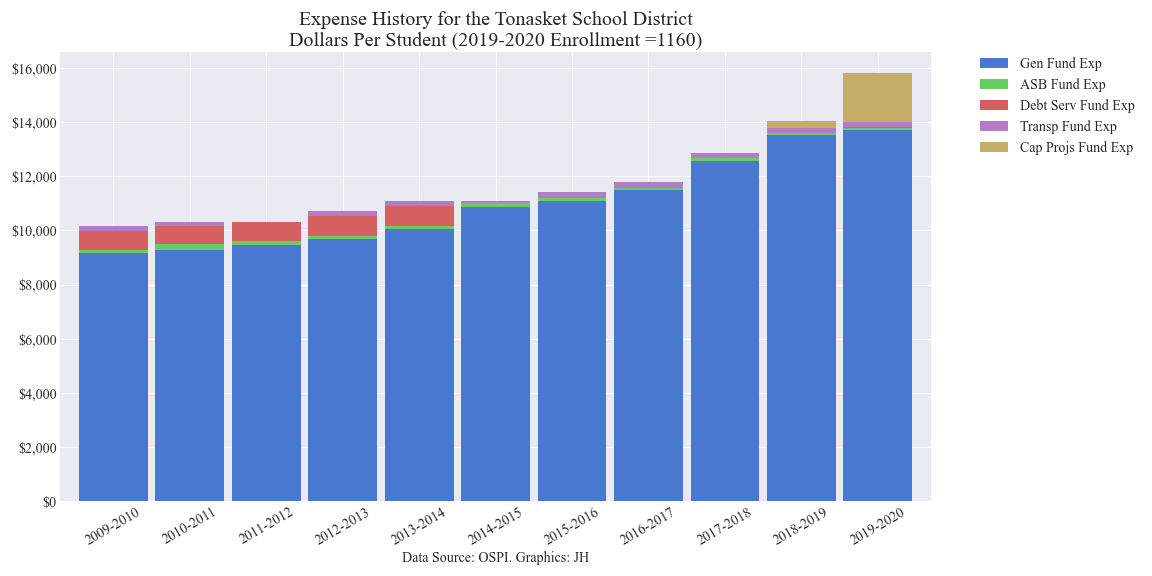 Expense History for the Tonasket School District
Dollars Per Student (2019-2020 Enrollment =1160)
Gen Fund Exp
ASB Fund Exp
Debt Serv Fund Exp
Transp Fund Exp
Cap Projs Fund Exp
$16,000
$14,000
$12,000
$10,000
$8,000
$6,000
$4,000
$2,000
$0
2009-2010
2010-2011
2011-2012
2012-2013
2013-2014
2014-2015
2015-2016
2016-2017
2017-2018
2018-2019
2019-2020
Data Source: OSPI. Graphics: JH